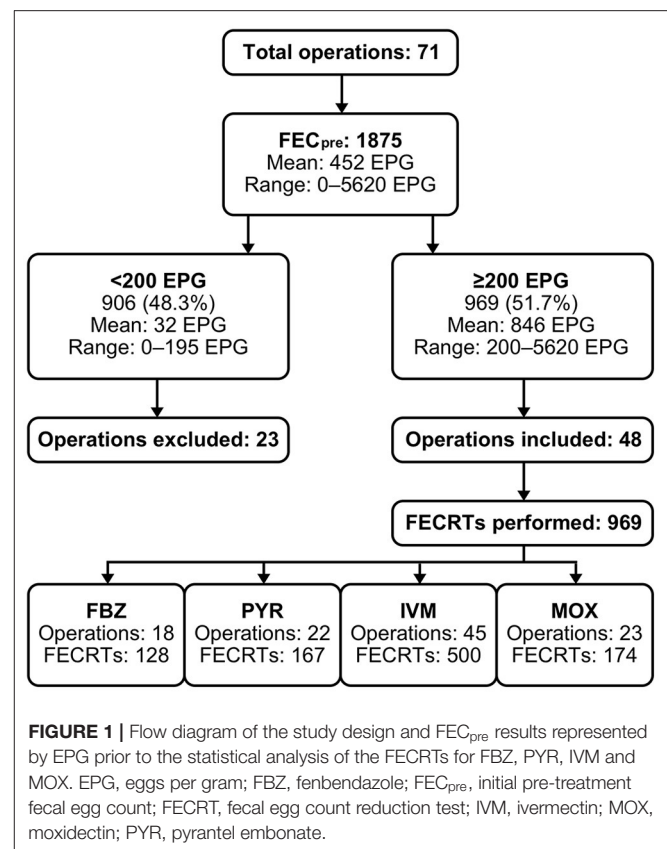 Total operations: 71
FECpre: 1875
Mean: 452 EPG
Range: 0–5620 EPG
<200 EPG
906 (48.3%)
Mean: 32 EPG
Range: 0–195 EPG
≥200 EPG
969 (51.7%)
Mean: 846 EPG
Range: 200–5620 EPG
Operations excluded: 23
Operations included: 48
FECRTs performed: 969
FBZ
Operations: 18
FECRTs: 128
PYR
Operations: 22
FECRTs: 167
IVM
Operations: 45
FECRTs: 500
MOX
Operations: 23
FECRTs: 174
FIGURE 1 | Flow diagram of the study design and FECpre results represented
by EPG prior to the statistical analysis of the FECRTs for FBZ, PYR, IVM and
MOX. EPG, eggs per gram; FBZ, fenbendazole; FECpre, initial pre-treatment
fecal egg count; FECRT, fecal egg count reduction test; IVM, ivermectin; MOX,
moxidectin; PYR, pyrantel embonate.